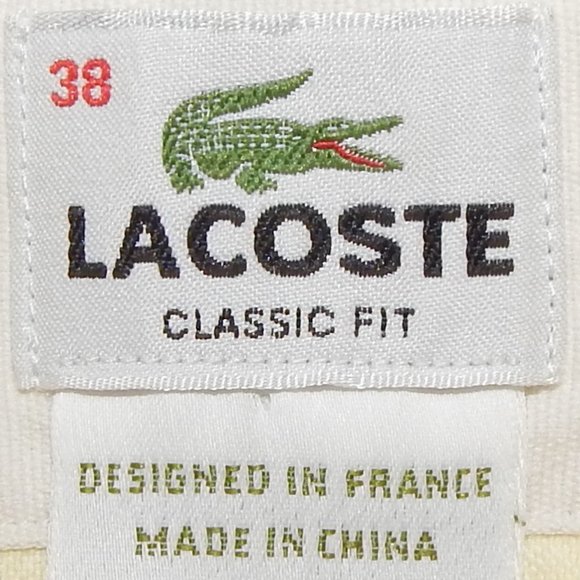 38
LACOSTE
CLASSIC FIT
DESIGNED IN FRANCE
MADE IN CHINA